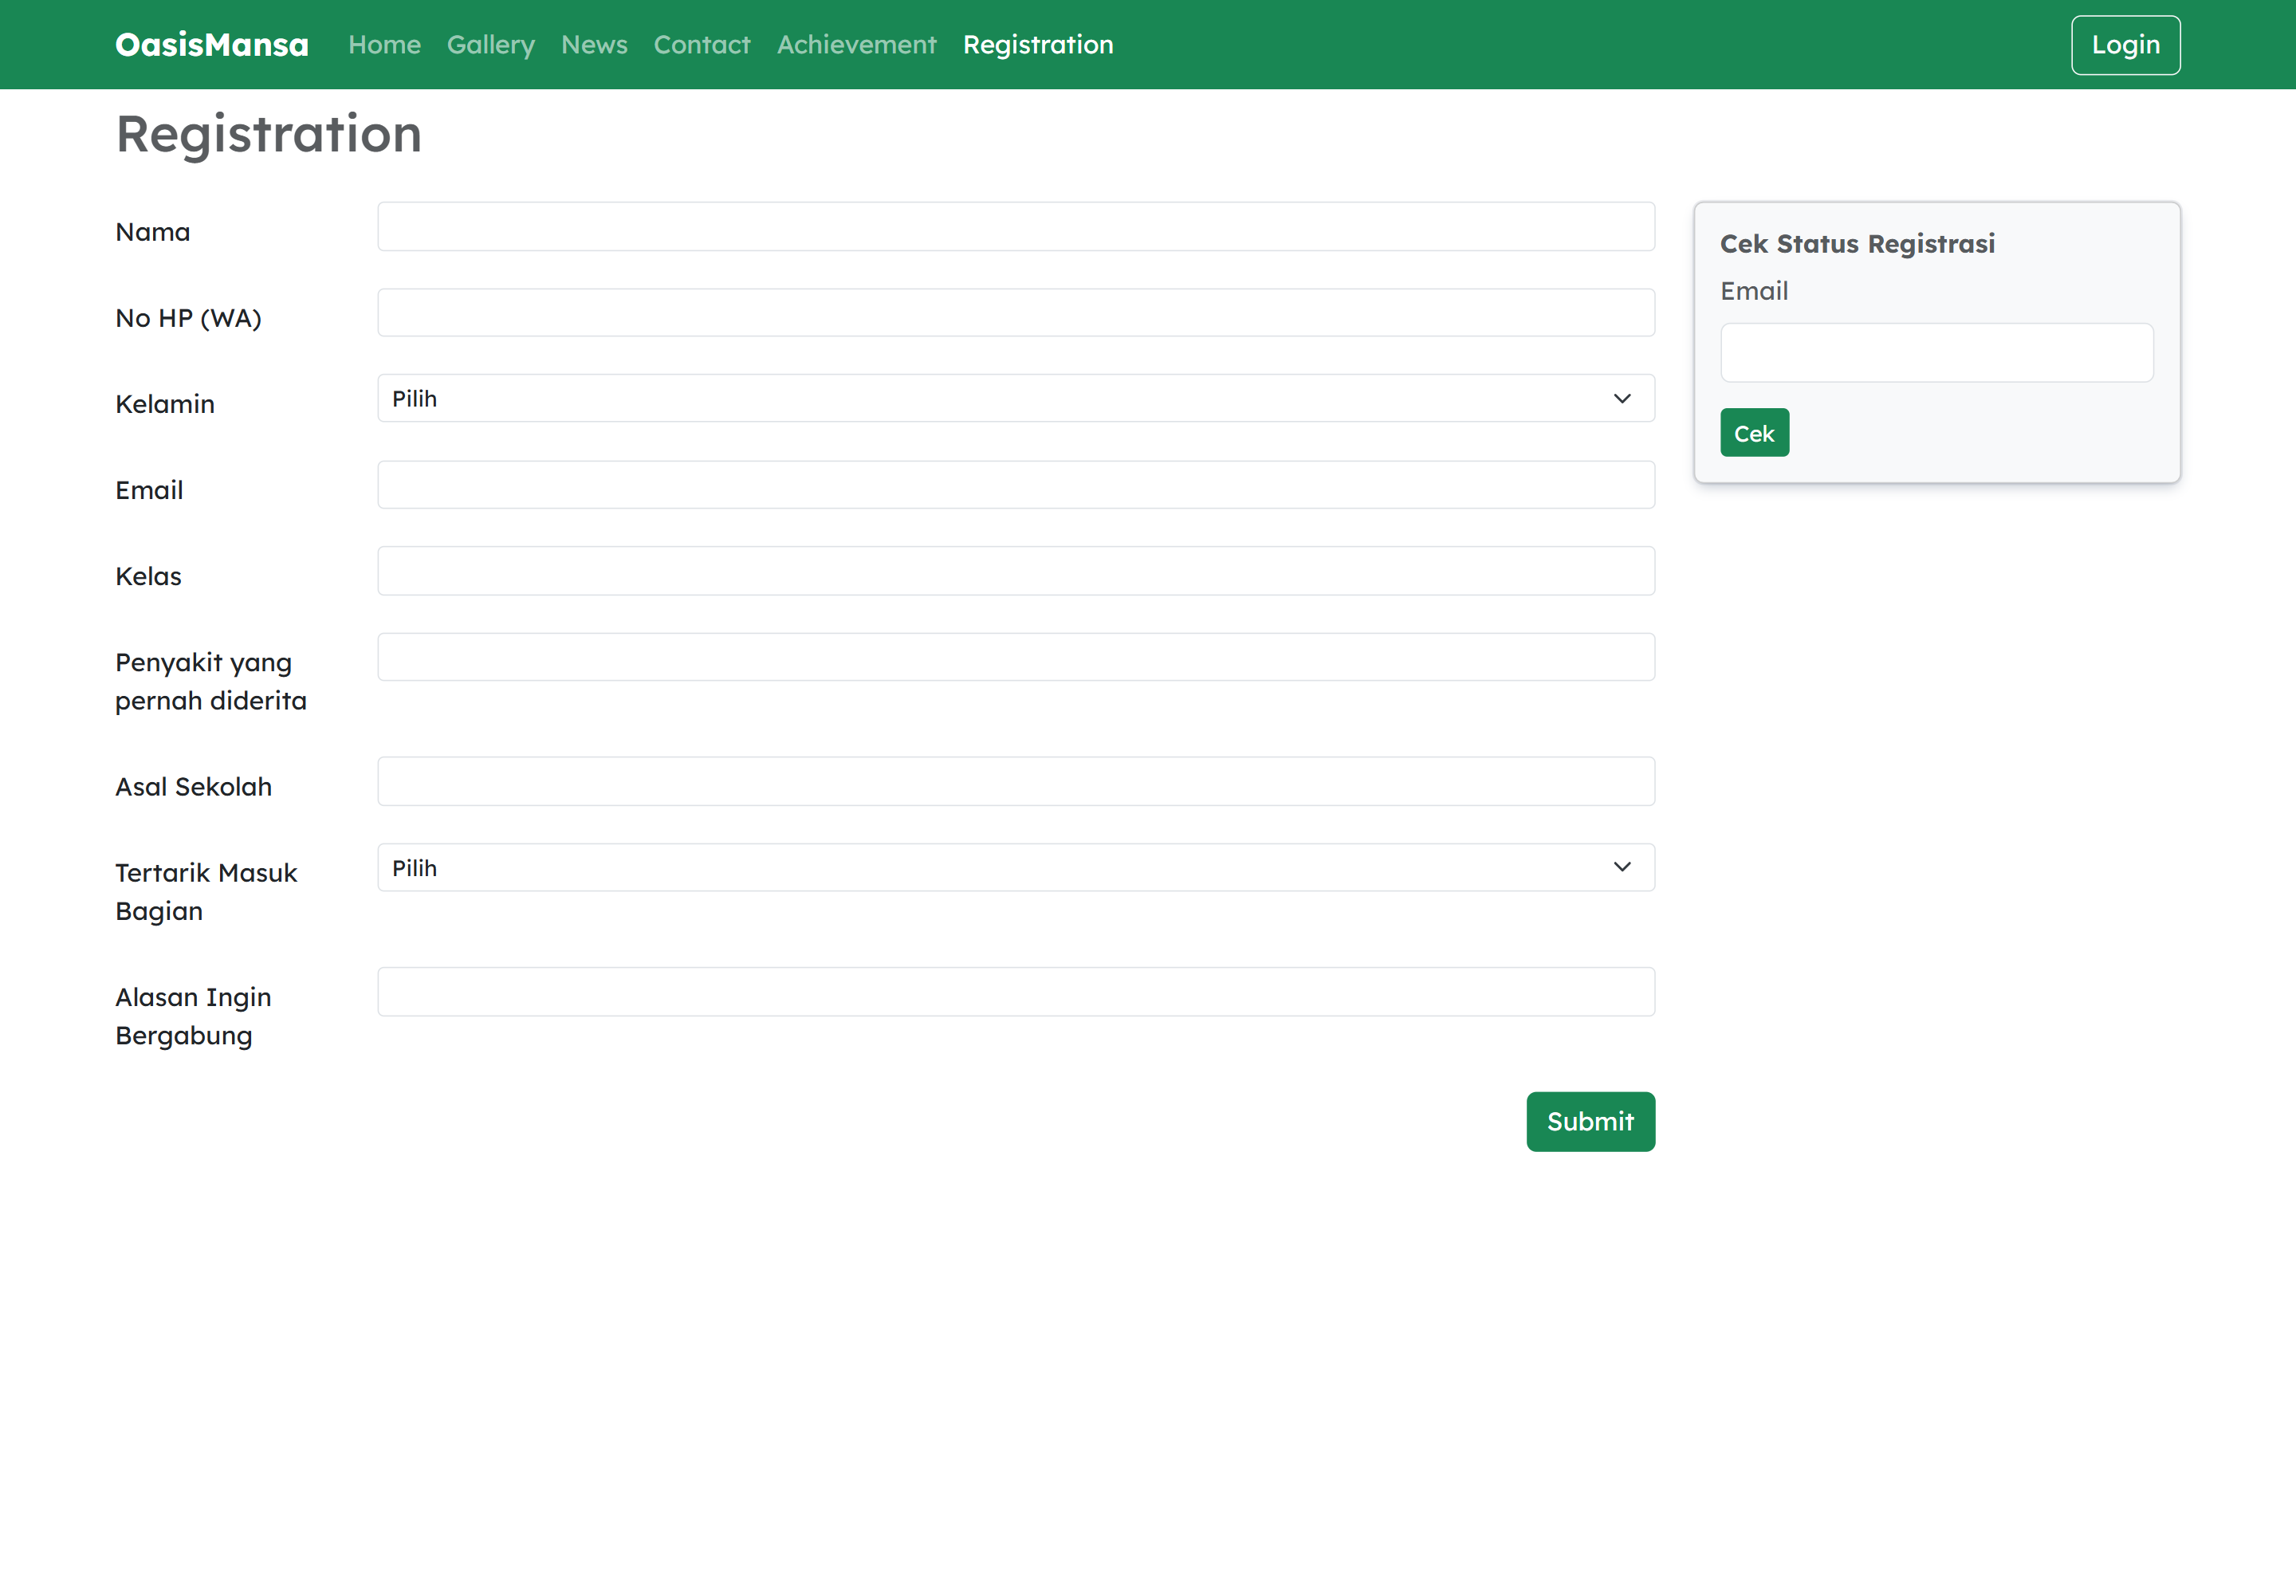 OasisMansa Home Gallery News Contact Achievement Registration Login
Registration
Nama
No HP (WA)
Kelamin Pilih
Email
Kelas
Penyakit yang
pernah diderita
Asal Sekolah
Tertarik Masuk Pilih
Bagian
Alasan Ingin
Bergabung
Submit
Cek Status Registrasi
Email
Cek